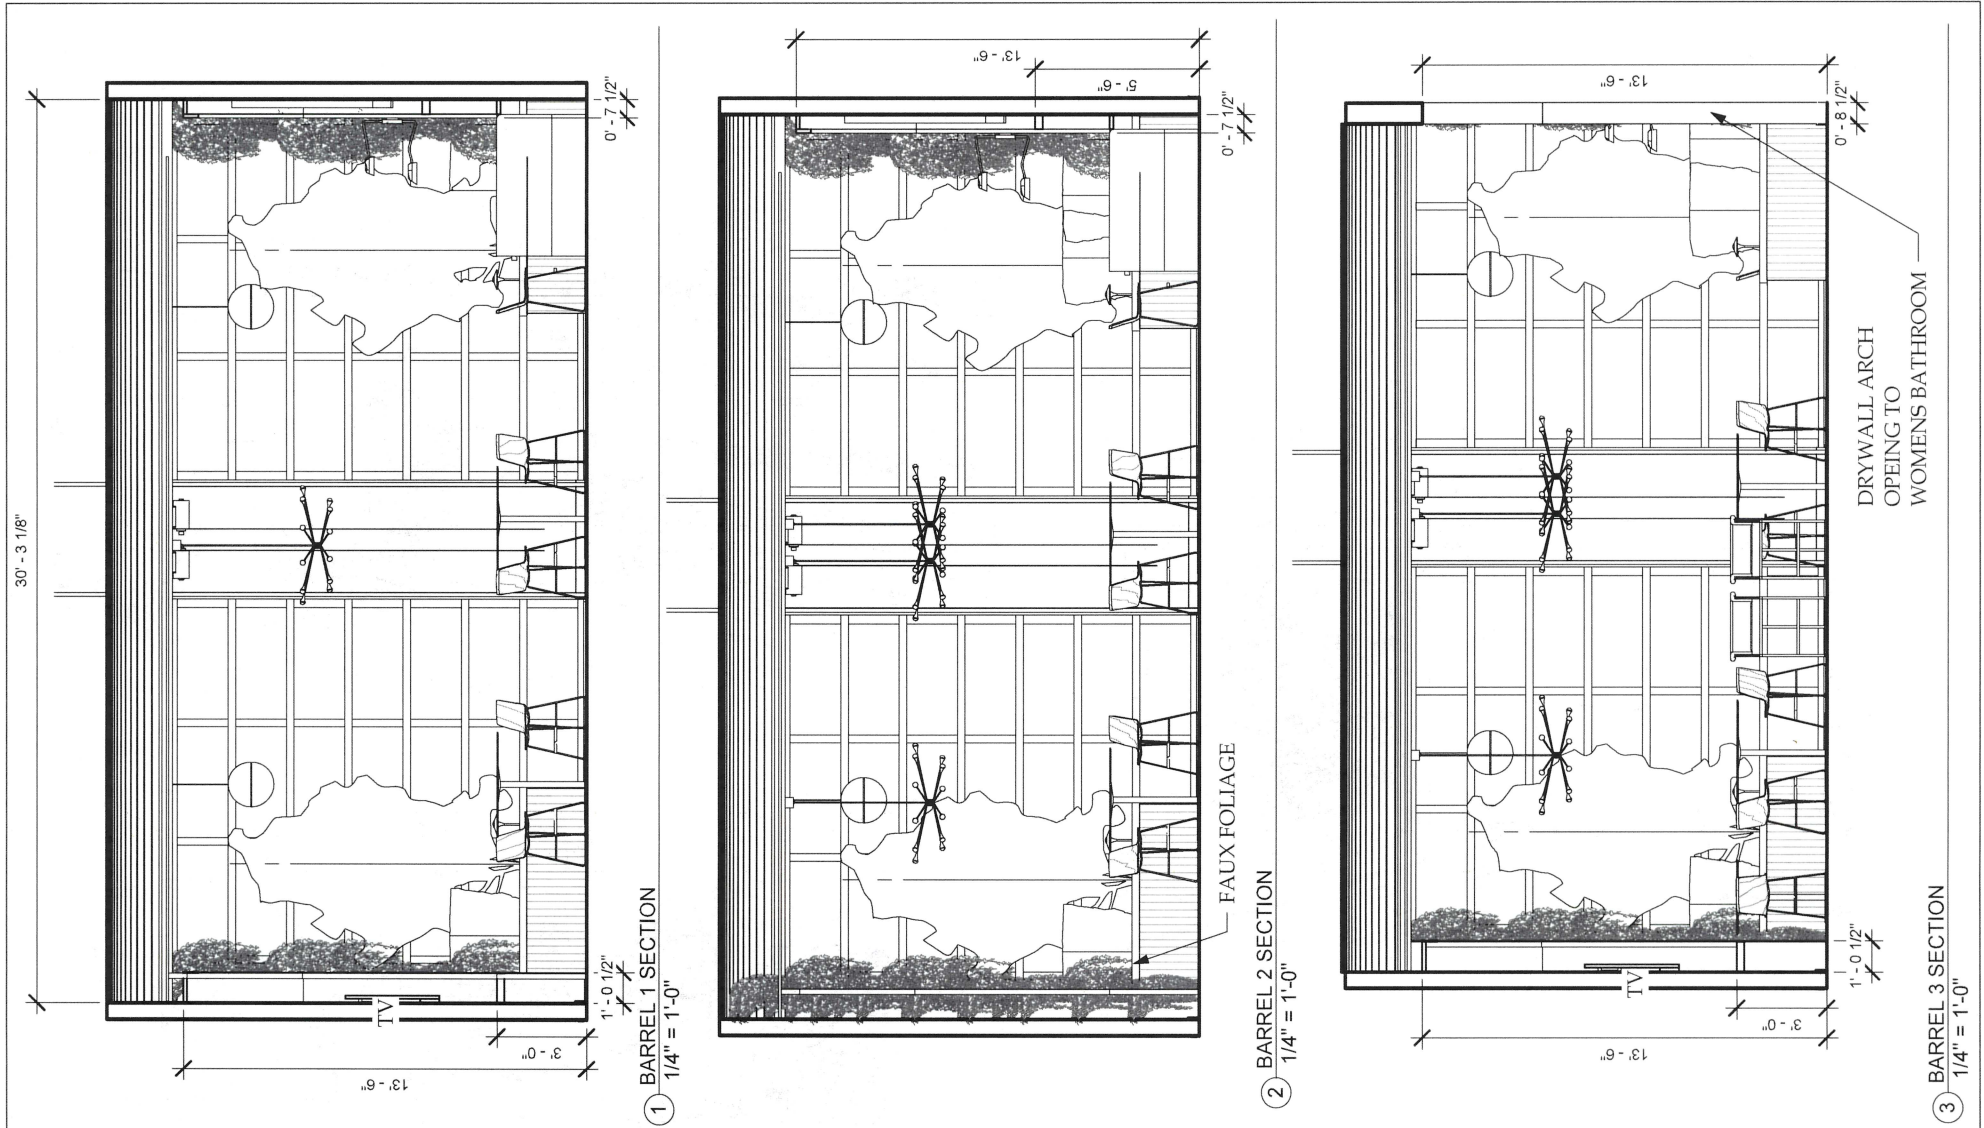 30' - 3 1/8"
TV
13' - 6"
3' - 0"
1' - 0 1/2"
0' - 7 1/2"
1
BARREL 1 SECTION
1/4" = 1'-0"
13' - 6"
5' - 6"
0' - 7 1/2"
FAUX FOLIAGE
2
BARREL 2 SECTION
1/4" = 1'-0"
13' - 6"
0' - 8 1/2"
TV
13' - 6"
3' - 0"
1' - 0 1/2"
DRYWALL ARCH
OPEING TO
WOMENS BATHROOM
3
BARREL 3 SECTION
1/4" = 1'-0"